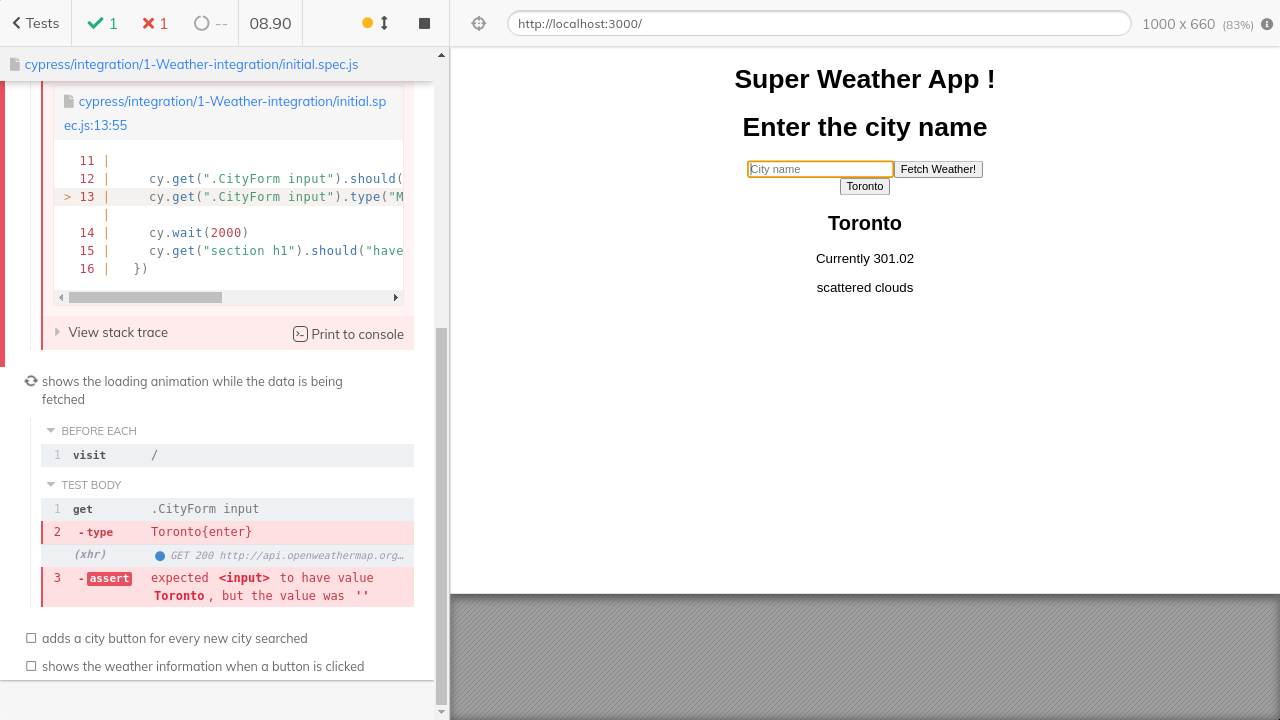 Tests
1
1
--
08.90
http://localhost:3000/
1000 x 660 (83%)
cypress/integration/1-Weather-integration/initial.spec.js
cypress/integration/1-Weather-integration/initial.sp
ec.js:13:55
11 |
12 | cy.get(".CityForm input").should(
> 13 | cy.get(".CityForm input").type("M
|
14 | cy.wait(2000)
15 | cy.get("section h1").should("have
16 | })
View stack trace
Print to console
shows the loading animation while the data is being
fetched
BEFORE EACH
1 visit /
TEST BODY
1 get .CityForm input
2 -type Toronto{enter}
(xhr) GET 200 http://api.openweathermap.org…
3 -assert expected <input> to have value
Toronto, but the value was ''
adds a city button for every new city searched
shows the weather information when a button is clicked
Super Weather App !
Enter the city name
City name Fetch Weather!
Toronto
Toronto
Currently 301.02
scattered clouds